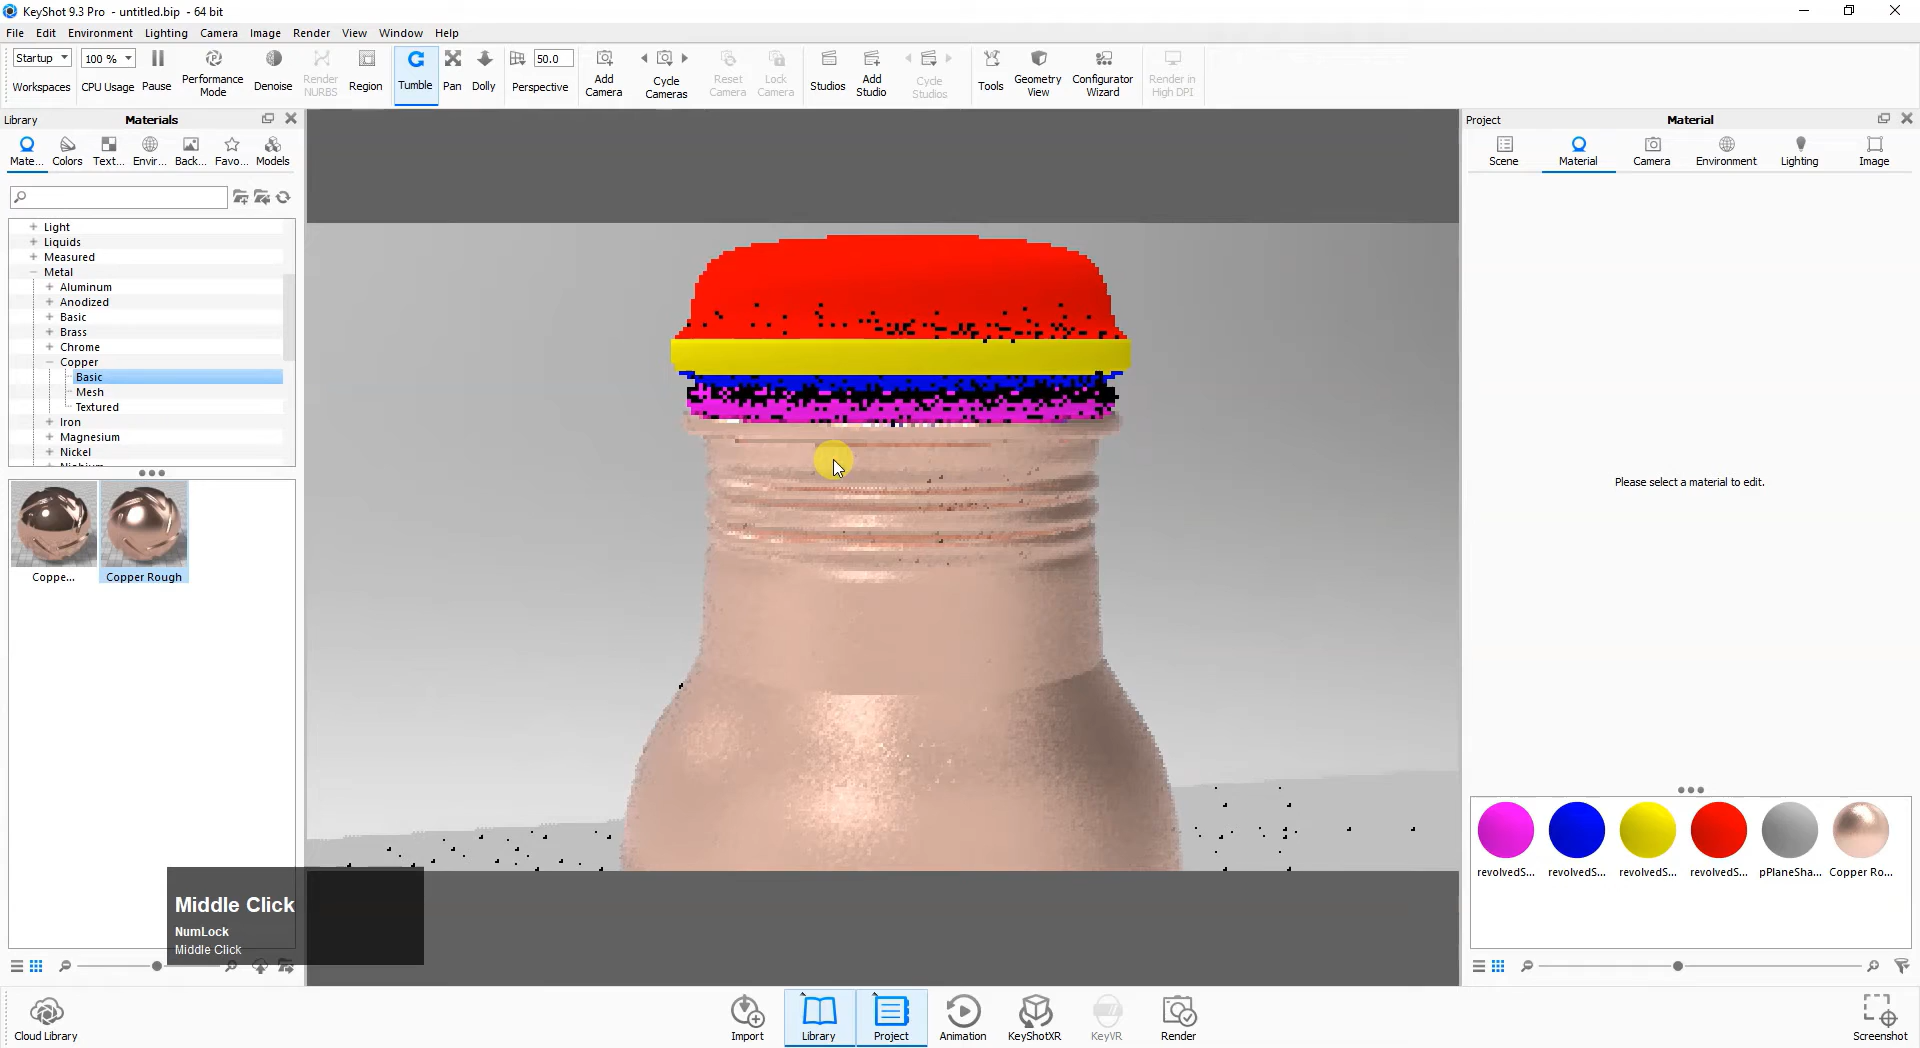 KeyShot 9.3 Pro - untitled.bip - 64 bit
File Edit Environment Lighting Camera Image Render View Window Help
Startup 100 % 50.0
Workspaces CPU Usage Pause Performance Mode Denoise Render NURBS Region Tumble Pan Dolly Perspective Add Camera Cycle Cameras Reset Camera Lock Camera Studios Add Studio Cycle Studios Tools Geometry View Configurator Wizard Render in High DPI
Library Materials
Mate... Colors Text... Envir... Back... Favo... Models
Light
Liquids
Measured
Metal
Aluminum
Anodized
Basic
Brass
Chrome
Copper
Basic
Mesh
Textured
Iron
Magnesium
Nickel
Coppe... Copper Rough
Project Material
Scene Material Camera Environment Lighting Image
Please select a material to edit.
revolvedS... revolvedS... revolvedS... revolvedS... pPlaneSha... Copper Ro...
Middle Click
NumLock
Middle Click
Cloud Library Import Library Project Animation KeyShotXR KeyVR Render Screenshot